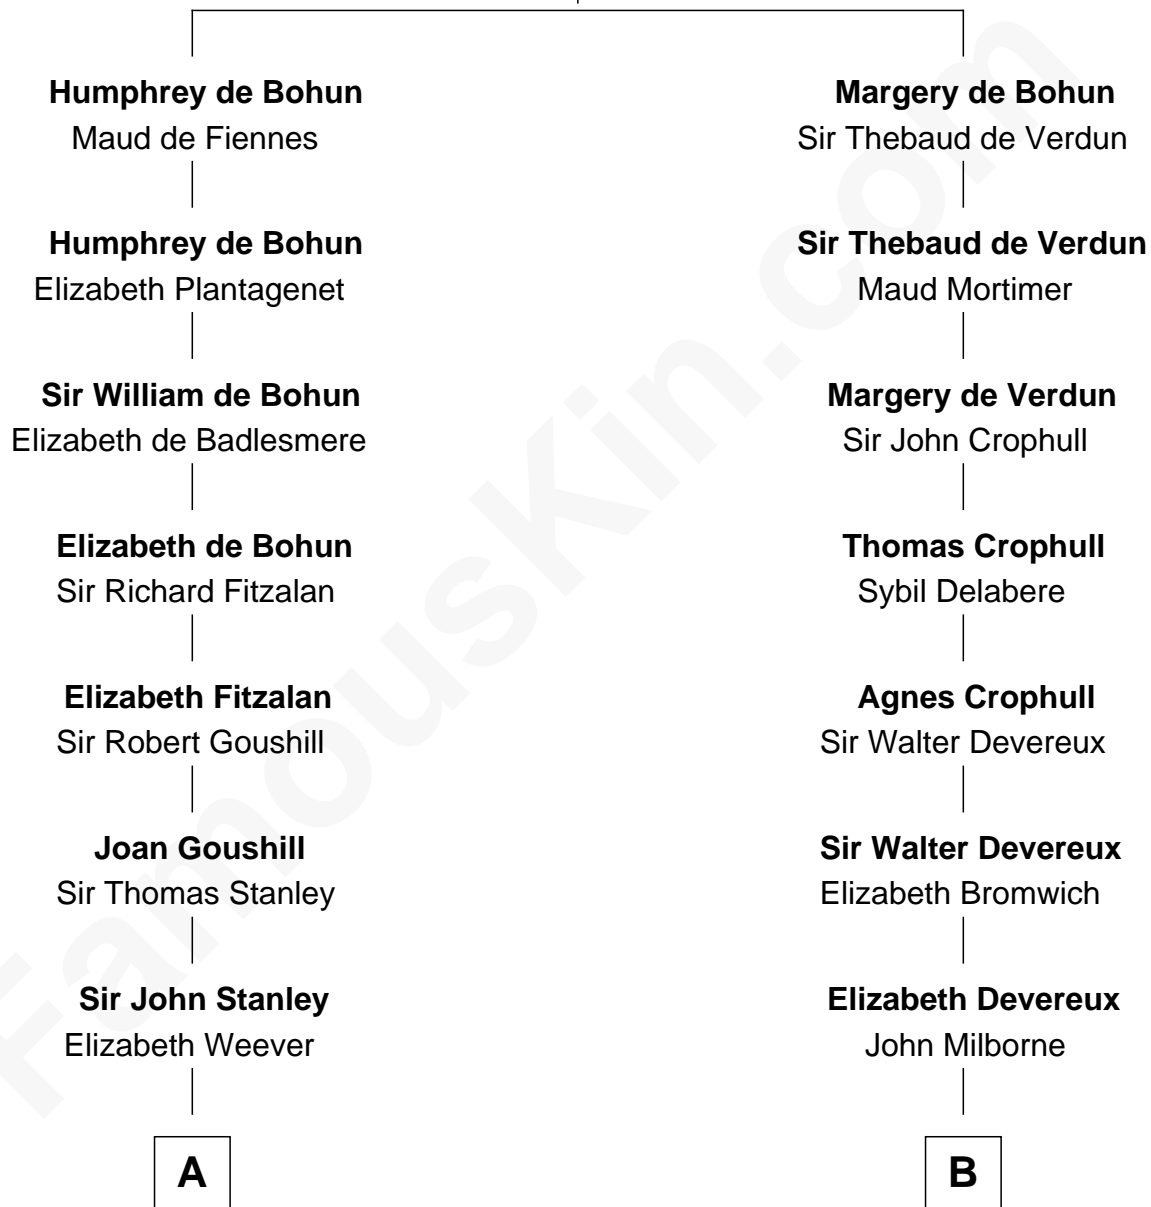 Humphrey de Bohun
Maud de Fiennes
Humphrey de Bohun
Elizabeth Plantagenet
Sir William de Bohun
Elizabeth de Badlesmere
Elizabeth de Bohun
Sir Richard Fitzalan
Elizabeth Fitzalan
Sir Robert Goushill
Joan Goushill
Sir Thomas Stanley
Sir John Stanley
Elizabeth Weever
A
Margery de Bohun
Sir Thebaud de Verdun
Sir Thebaud de Verdun
Maud Mortimer
Margery de Verdun
Sir John Crophull
Thomas Crophull
Sybil Delabere
Agnes Crophull
Sir Walter Devereux
Sir Walter Devereux
Elizabeth Bromwich
Elizabeth Devereux
John Milborne
B
FamousKin.com